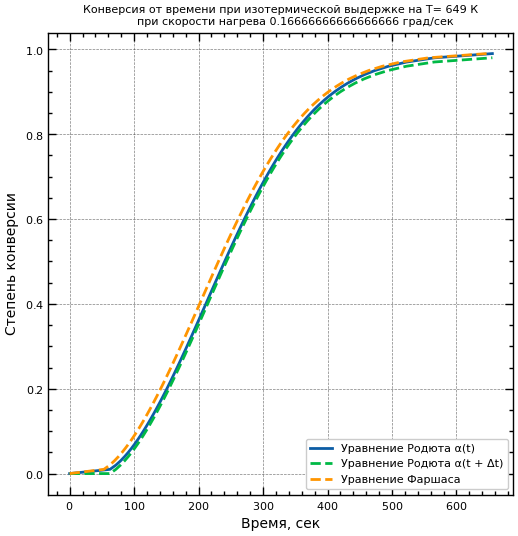 Конверсия от времени при изотермической выдержке на T= 649 K
при скорости нагрева 0.16666666666666666 град/сек
1.0
0.8
0.6
0.4
0.2
0.0
Степень конверсии
0 100 200 300 400 500 600
Время, сек
Уравнение Родюта α(t)
Уравнение Родюта α(t + Δt)
Уравнение Фаршаса